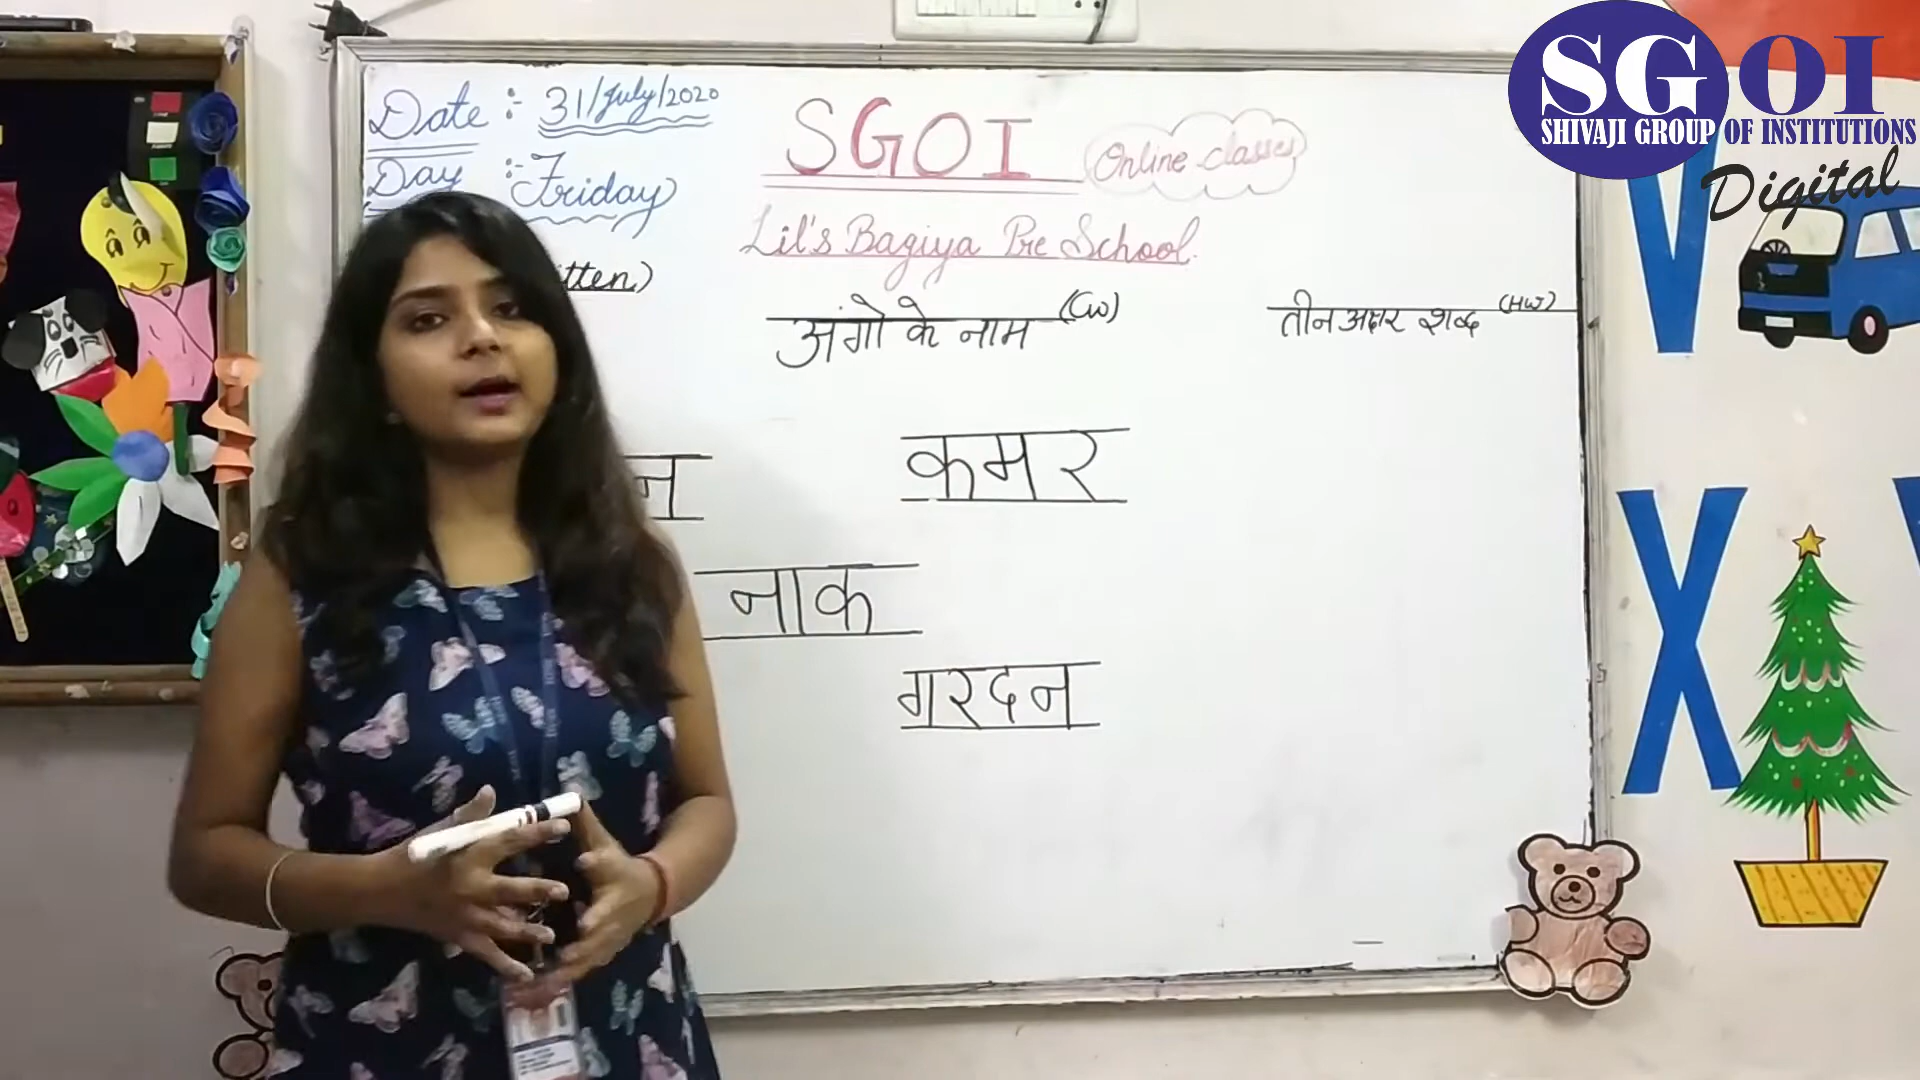 Date :- 31/July/2020
Day :- Friday
SGOI
Online classes
Lil's Bagiya Pre School.
अंगो के नाम (CW)
तीन अक्षर शब्द (HW)
कमर
नाक
गरदन
SGOI
SHIVAJI GROUP OF INSTITUTIONS
Digital
V
X